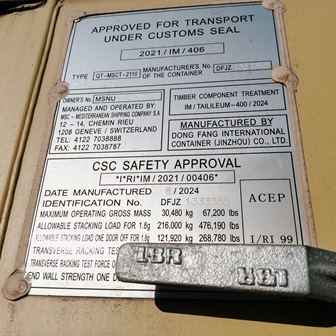 APPROVED FOR TRANSPORT
UNDER CUSTOMS SEAL
2021 / IM / 406
TYPE QT-MSCT-2110 MANUFACTURER'S No. OF THE CONTAINER DFJZ
OWNER'S No. MSNU
MANAGED AND OPERATED BY:
MSC – MEDITERRANEAN SHIPPING COMPANY S.A.
12 – 14, CHEMIN RIEU
1208 GENEVE / SWITZERLAND
TEL: 4122 7038888
FAX: 4122 7038787
TIMBER COMPONENT TREATMENT
IM / TAILLEUM-400 / 2024
MANUFACTURED BY
DONG FANG INTERNATIONAL
CONTAINER (JINZHOU) CO., LTD.
CSC SAFETY APPROVAL
*I*RI*IM / 2021 / 00406*
DATE MANUFACTURED 6 / 2024
IDENTIFICATION No. DFJZ
MAXIMUM OPERATING GROSS MASS 30,480 kg 67,200 lbs
ALLOWABLE STACKING LOAD FOR 1.8g 216,000 kg 476,190 lbs
ALLOWABLE STACKING LOAD ONE DOOR OFF FOR 1.8g 121,920 kg 268,780 lbs
TRANSVERSE RACKING TEST
TRANSVERSE RACKING TEST FORCE
END WALL STRENGTH ONE
ACEP
I/RI 99